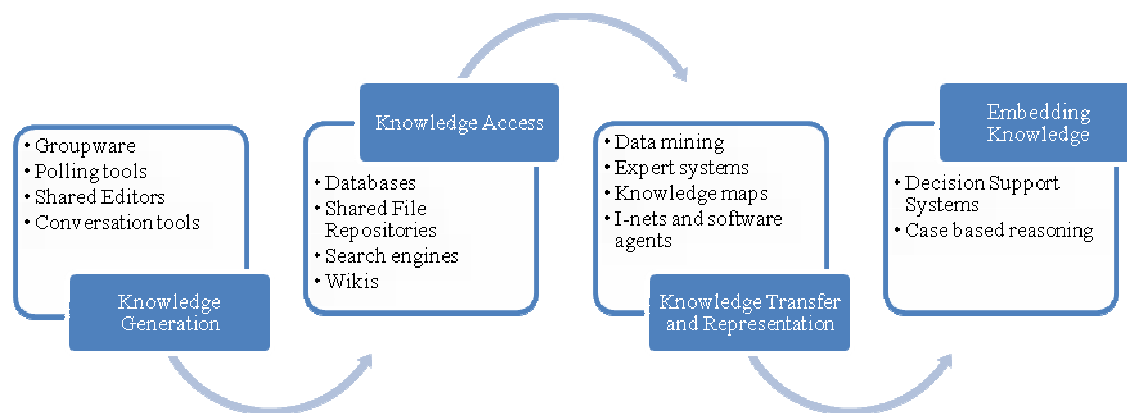 • Groupware
• Polling tools
• Shared Editors
• Conversation tools
Knowledge
Generation
Knowledge Access
• Databases
• Shared File
Repositories
• Search engines
• Wikis
• Data mining
• Expert systems
• Knowledge maps
• I-nets and software
agents
Knowledge Transfer
and Representation
Embedding
Knowledge
• Decision Support
Systems
• Case based reasoning